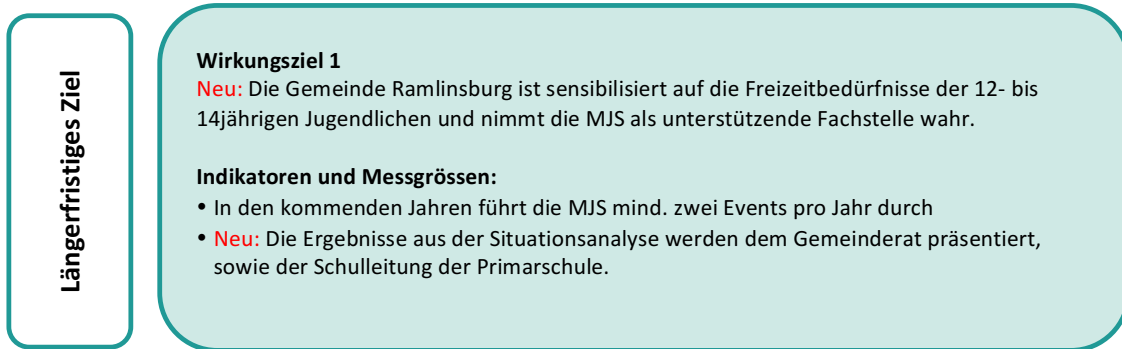 Längerfristiges Ziel
Wirkungsziel 1
Neu: Die Gemeinde Ramlinsburg ist sensibilisiert auf die Freizeitbedürfnisse der 12- bis
14jährigen Jugendlichen und nimmt die MJS als unterstützende Fachstelle wahr.
Indikatoren und Messgrössen:
• In den kommenden Jahren führt die MJS mind. zwei Events pro Jahr durch
• Neu: Die Ergebnisse aus der Situationsanalyse werden dem Gemeinderat präsentiert,
sowie der Schulleitung der Primarschule.